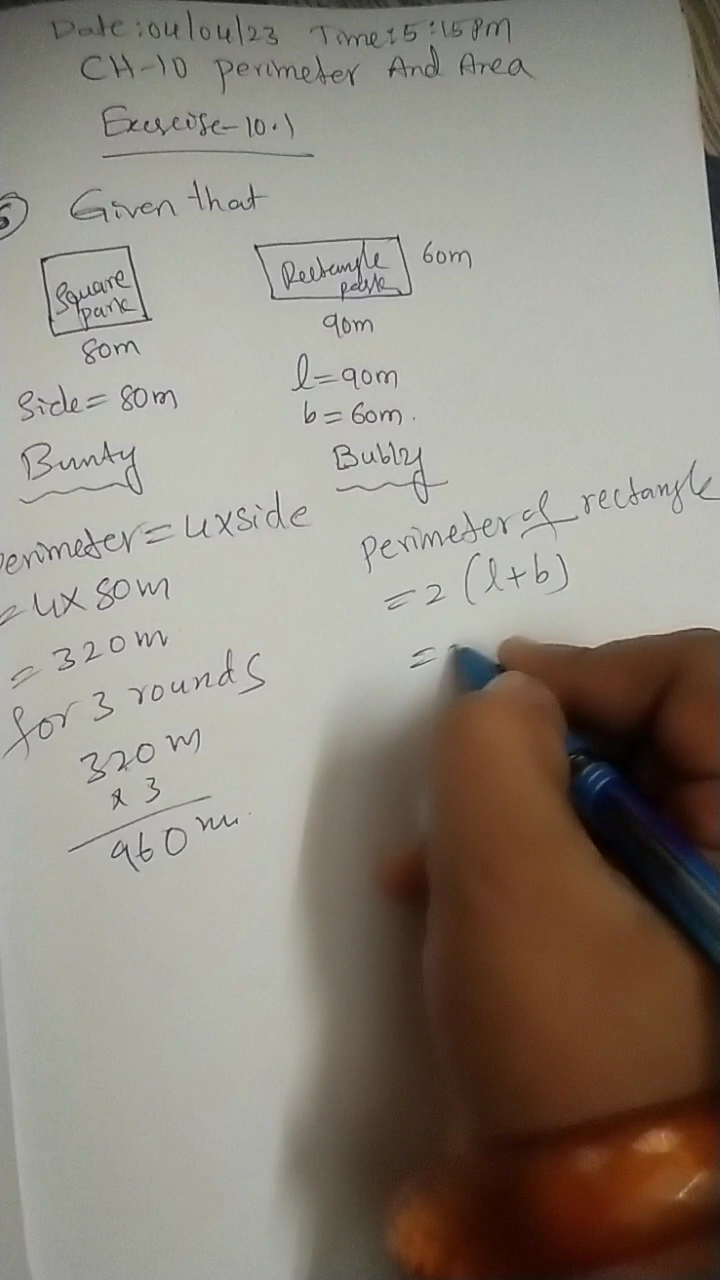 Date: 04/04/23 Time: 5:15 PM
CH-10 perimeter And Area
Exercise-10.1
Given that
Square park
80m
Side = 80m
Bunty
perimeter = 4xside
= 4x 80m
= 320m
for 3 rounds
320m
x 3
960m.
Rectangle park
60m
90m
l=90m
b=60m.
Bubly
perimeter of rectangle
= 2 (l+b)
=